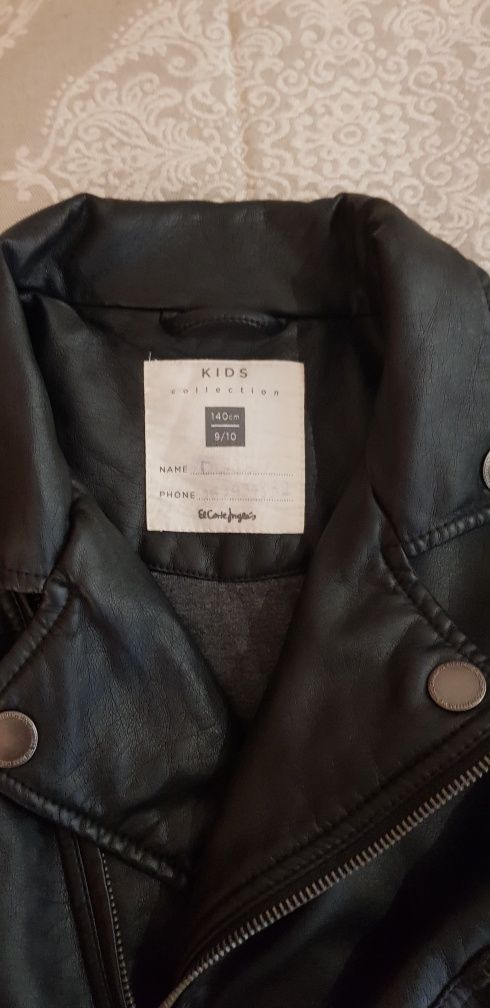 KIDS
collection
140cm
9/10
NAME
PHONE
El Corte Inglés